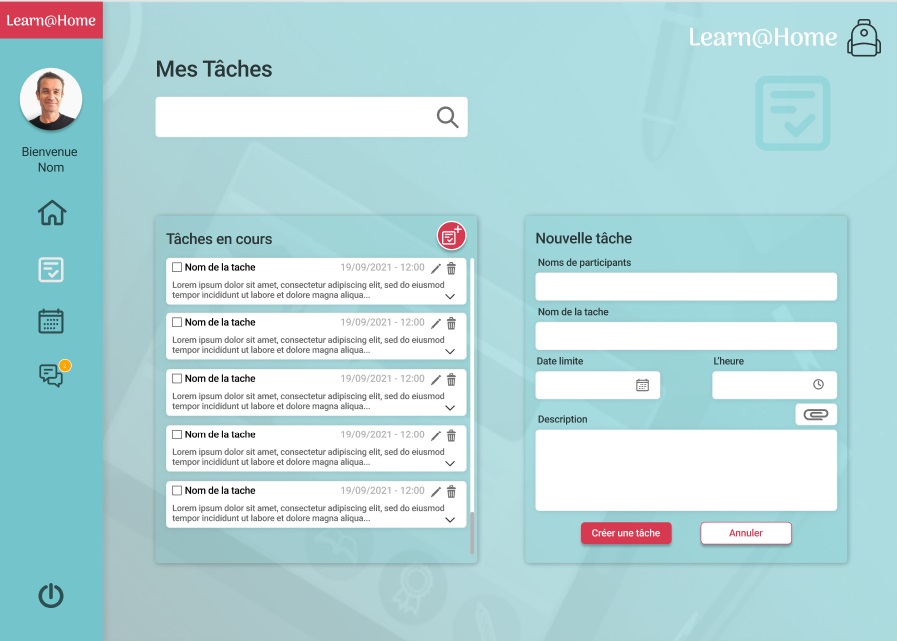 Learn@Home
Learn@Home
Bienvenue
Nom
Mes Tâches
Tâches en cours
Nom de la tache 19/09/2021 - 12:00
Lorem ipsum dolor sit amet, consectetur adipiscing elit, sed do eiusmod
tempor incididunt ut labore et dolore magna aliqua...
Nom de la tache 19/09/2021 - 12:00
Lorem ipsum dolor sit amet, consectetur adipiscing elit, sed do eiusmod
tempor incididunt ut labore et dolore magna aliqua...
Nom de la tache 19/09/2021 - 12:00
Lorem ipsum dolor sit amet, consectetur adipiscing elit, sed do eiusmod
tempor incididunt ut labore et dolore magna aliqua...
Nom de la tache 19/09/2021 - 12:00
Lorem ipsum dolor sit amet, consectetur adipiscing elit, sed do eiusmod
tempor incididunt ut labore et dolore magna aliqua...
Nom de la tache 19/09/2021 - 12:00
Lorem ipsum dolor sit amet, consectetur adipiscing elit, sed do eiusmod
tempor incididunt ut labore et dolore magna aliqua...
Nouvelle tâche
Noms de participants
Nom de la tache
Date limite L'heure
Description
Créer une tâche Annuler